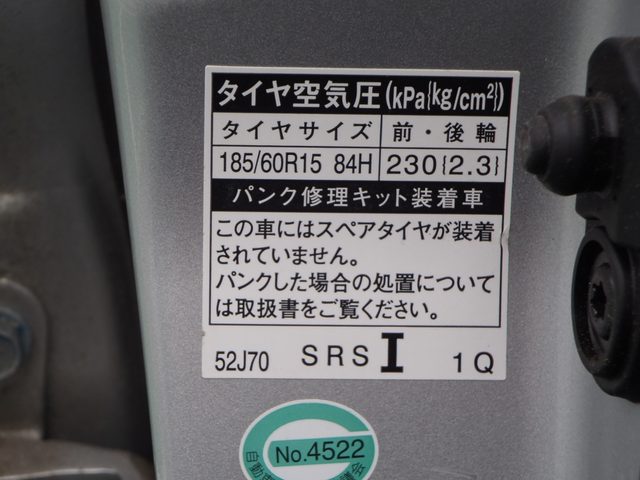 タイヤ空気圧(kPa{kg/cm²})
タイヤサイズ 前・後輪
185/60R15 84H 230{2.3}
パンク修理キット装着車
この車にはスペアタイヤが装着
されていません。
パンクした場合の処置について
は取扱書をご覧ください。
52J70 SRS I 1Q
No.4522
自動